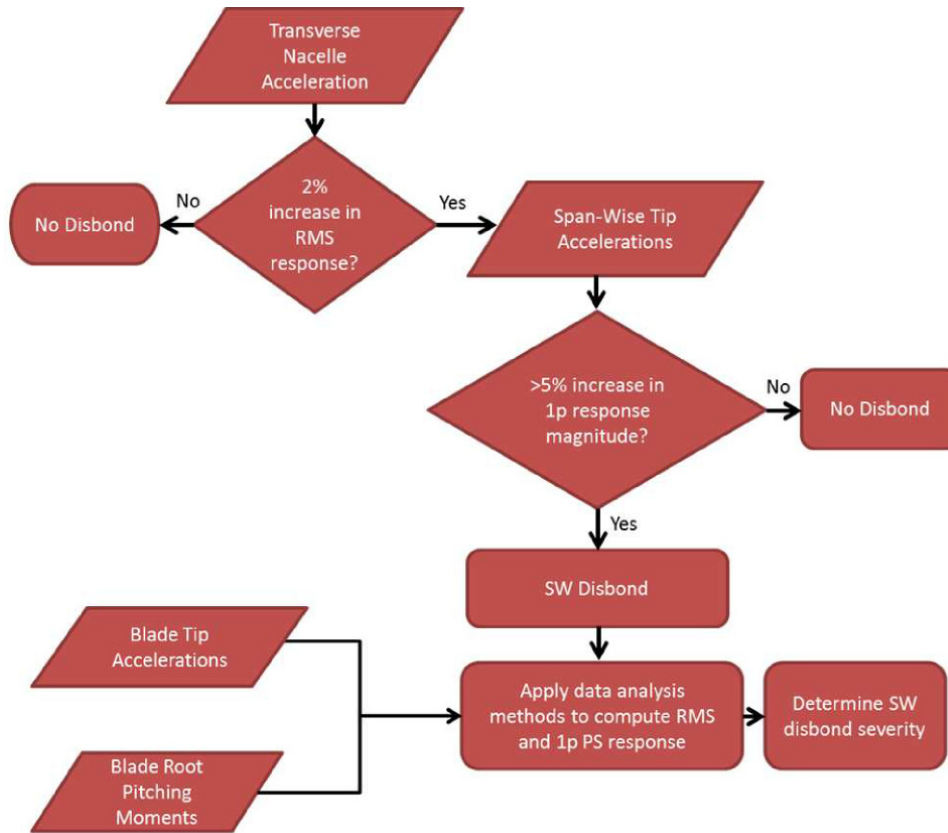 Transverse
Nacelle
Acceleration
2%
increase in
RMS
response?
No
No Disbond
Yes
Span-Wise Tip
Accelerations
>5% increase in
1p response
magnitude?
No
No Disbond
Yes
SW Disbond
Blade Tip
Accelerations
Blade Root
Pitching
Moments
Apply data analysis
methods to compute RMS
and 1p PS response
Determine SW
disbond severity